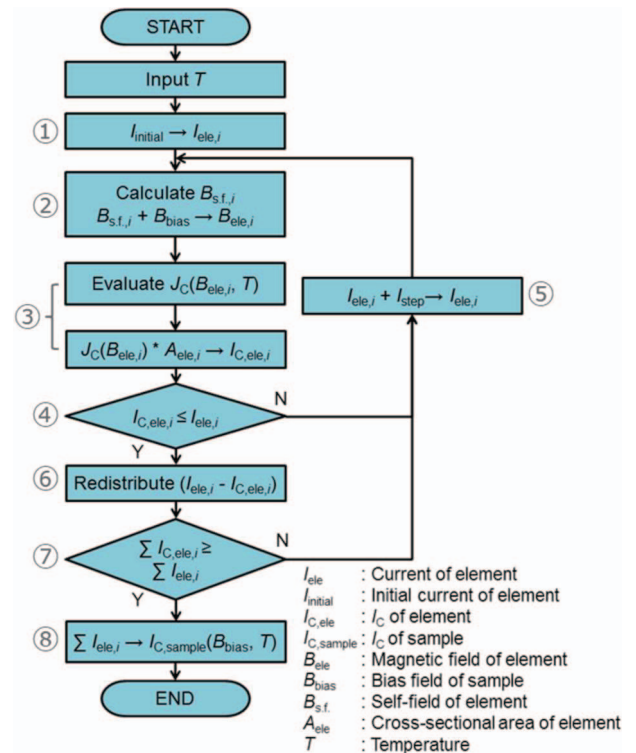 START
Input T
① I_initial → I_ele,i
② Calculate B_s.f.,i
B_s.f.,i + B_bias → B_ele,i
③ Evaluate J_C(B_ele,i, T)
J_C(B_ele,i) * A_ele,i → I_C,ele,i
④ I_C,ele,i ≤ I_ele,i
N
Y
I_ele,i + I_step → I_ele,i ⑤
⑥ Redistribute (I_ele,i - I_C,ele,i)
⑦ ∑ I_C,ele,i ≥
∑ I_ele,i
N
Y
⑧ ∑ I_ele,i → I_C,sample(B_bias, T)
END
I_ele : Current of element
I_initial : Initial current of element
I_C,ele : I_C of element
I_C,sample : I_C of sample
B_ele : Magnetic field of element
B_bias : Bias field of sample
B_s.f. : Self-field of element
A_ele : Cross-sectional area of element
T : Temperature